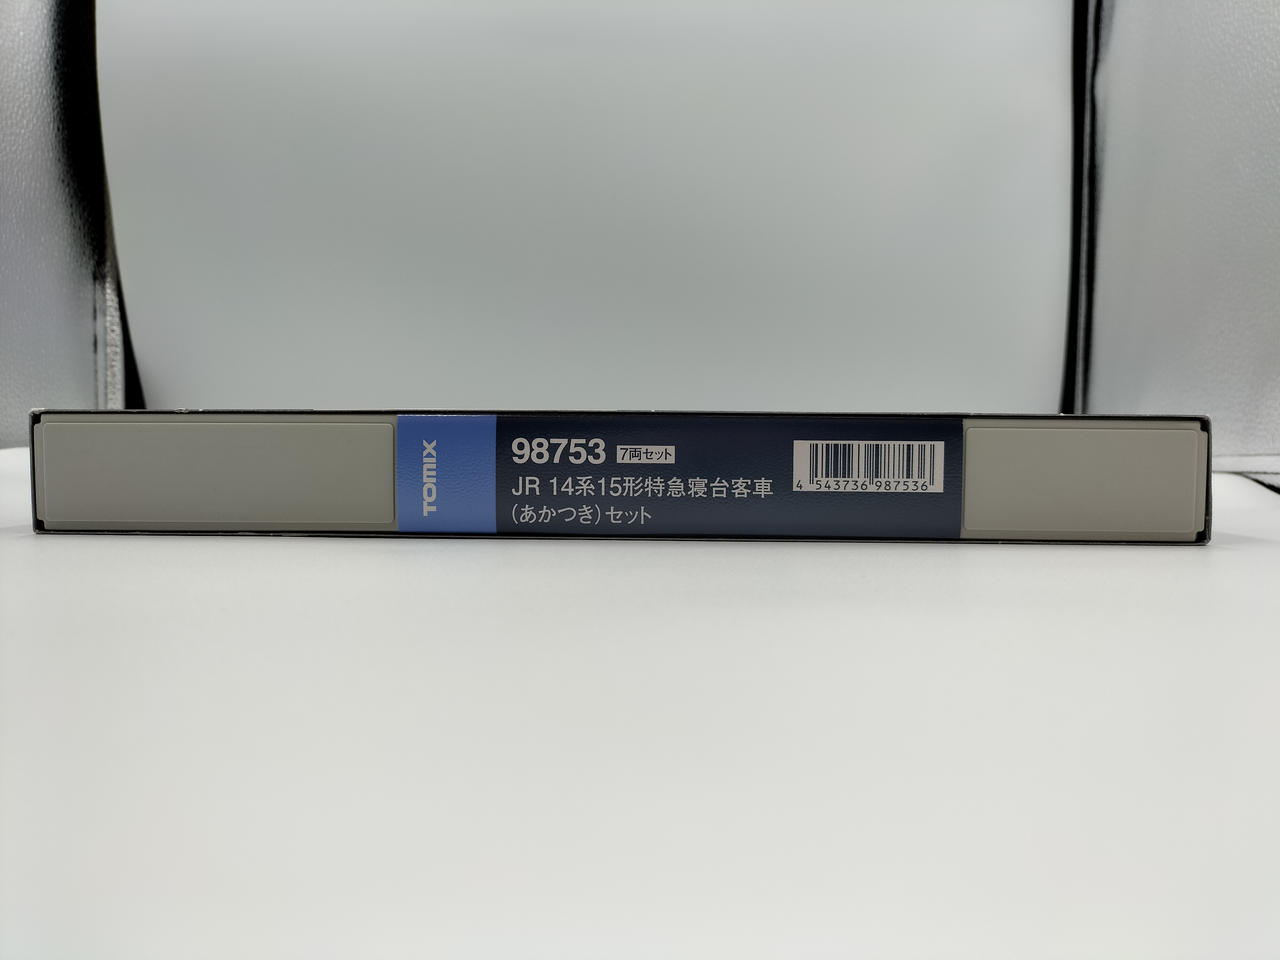 TOMIX
98753 7両セット
JR 14系15形特急寝台客車
(あかつき)セット
4 543736 987536